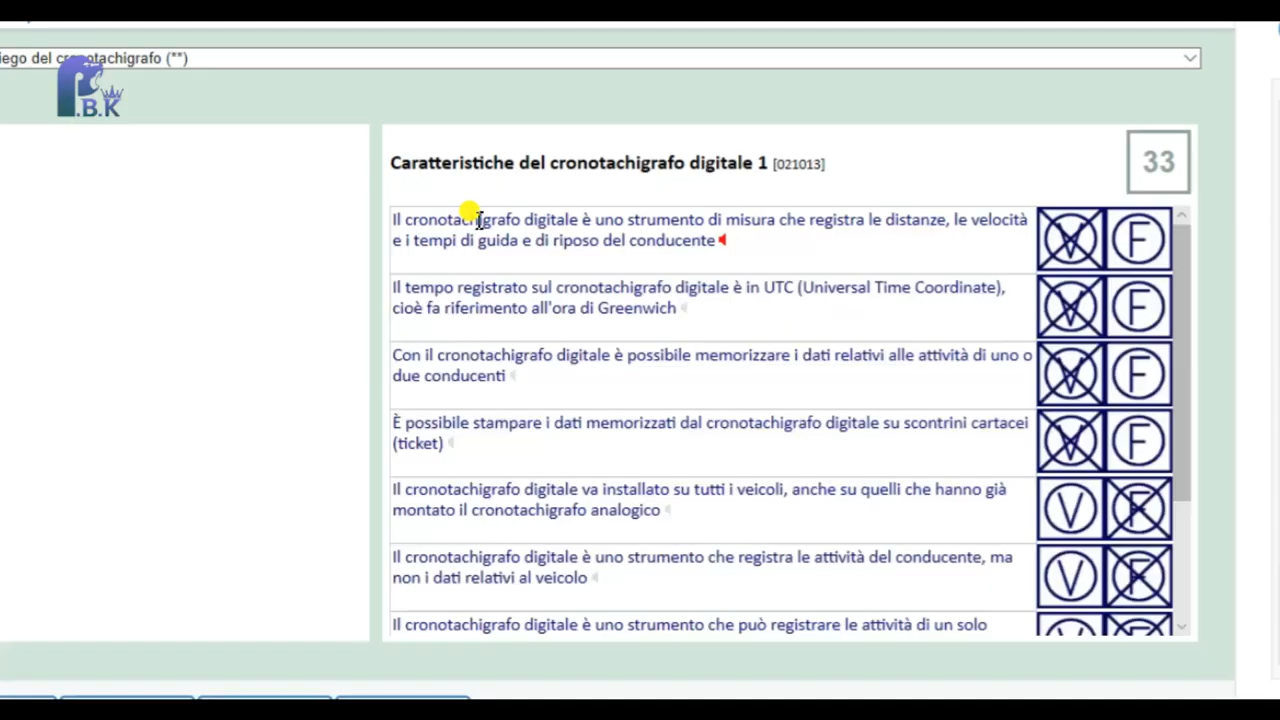 iego del cronotachigrafo (**)
P.B.K
Caratteristiche del cronotachigrafo digitale 1 [021013]
33
Il cronotachigrafo digitale è uno strumento di misura che registra le distanze, le velocità
e i tempi di guida e di riposo del conducente
V F
Il tempo registrato sul cronotachigrafo digitale è in UTC (Universal Time Coordinate),
cioè fa riferimento all'ora di Greenwich
V F
Con il cronotachigrafo digitale è possibile memorizzare i dati relativi alle attività di uno o
due conducenti
V F
È possibile stampare i dati memorizzati dal cronotachigrafo digitale su scontrini cartacei
(ticket)
V F
Il cronotachigrafo digitale va installato su tutti i veicoli, anche su quelli che hanno già
montato il cronotachigrafo analogico
V F
Il cronotachigrafo digitale è uno strumento che registra le attività del conducente, ma
non i dati relativi al veicolo
V F
Il cronotachigrafo digitale è uno strumento che può registrare le attività di un solo